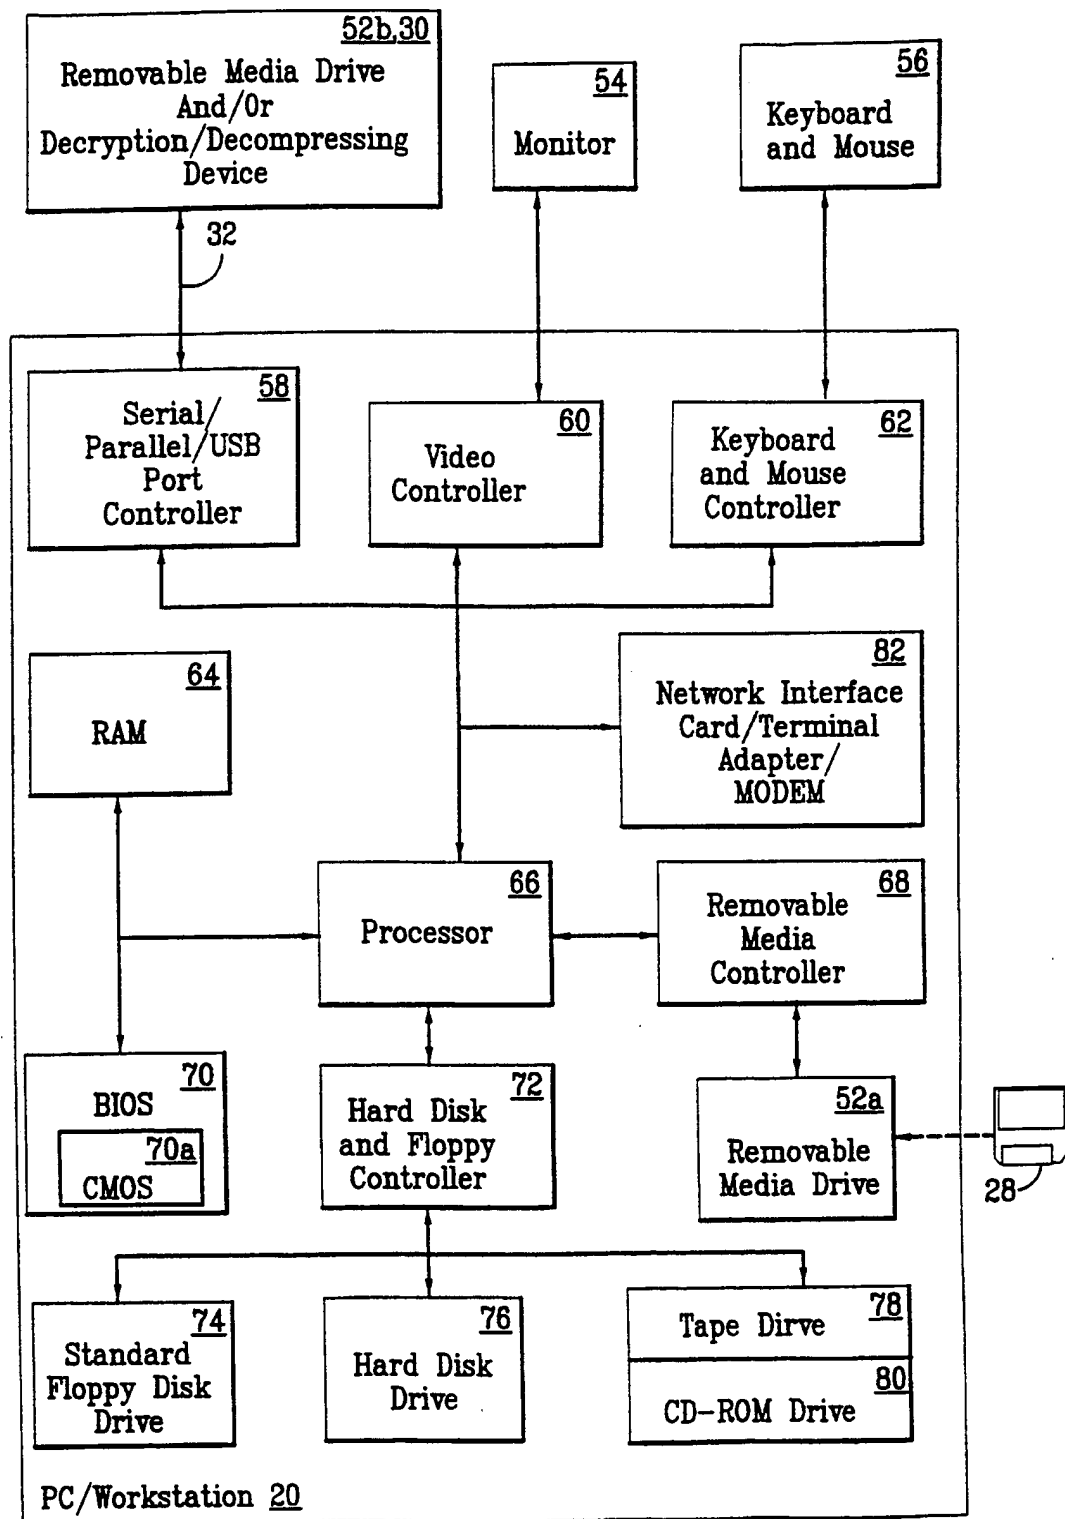 52b,30
Removable Media Drive
And/Or
Decryption/Decompressing
Device
54
Monitor
56
Keyboard
and Mouse
32
58
Serial/
Parallel/USB
Port
Controller
60
Video
Controller
62
Keyboard
and Mouse
Controller
64
RAM
82
Network Interface
Card/Terminal
Adapter/
MODEM
66
Processor
68
Removable
Media
Controller
70
BIOS
70a
CMOS
72
Hard Disk
and Floppy
Controller
52a
Removable
Media Drive
28
74
Standard
Floppy Disk
Drive
76
Hard Disk
Drive
78
Tape Dirve
80
CD-ROM Drive
PC/Workstation 20